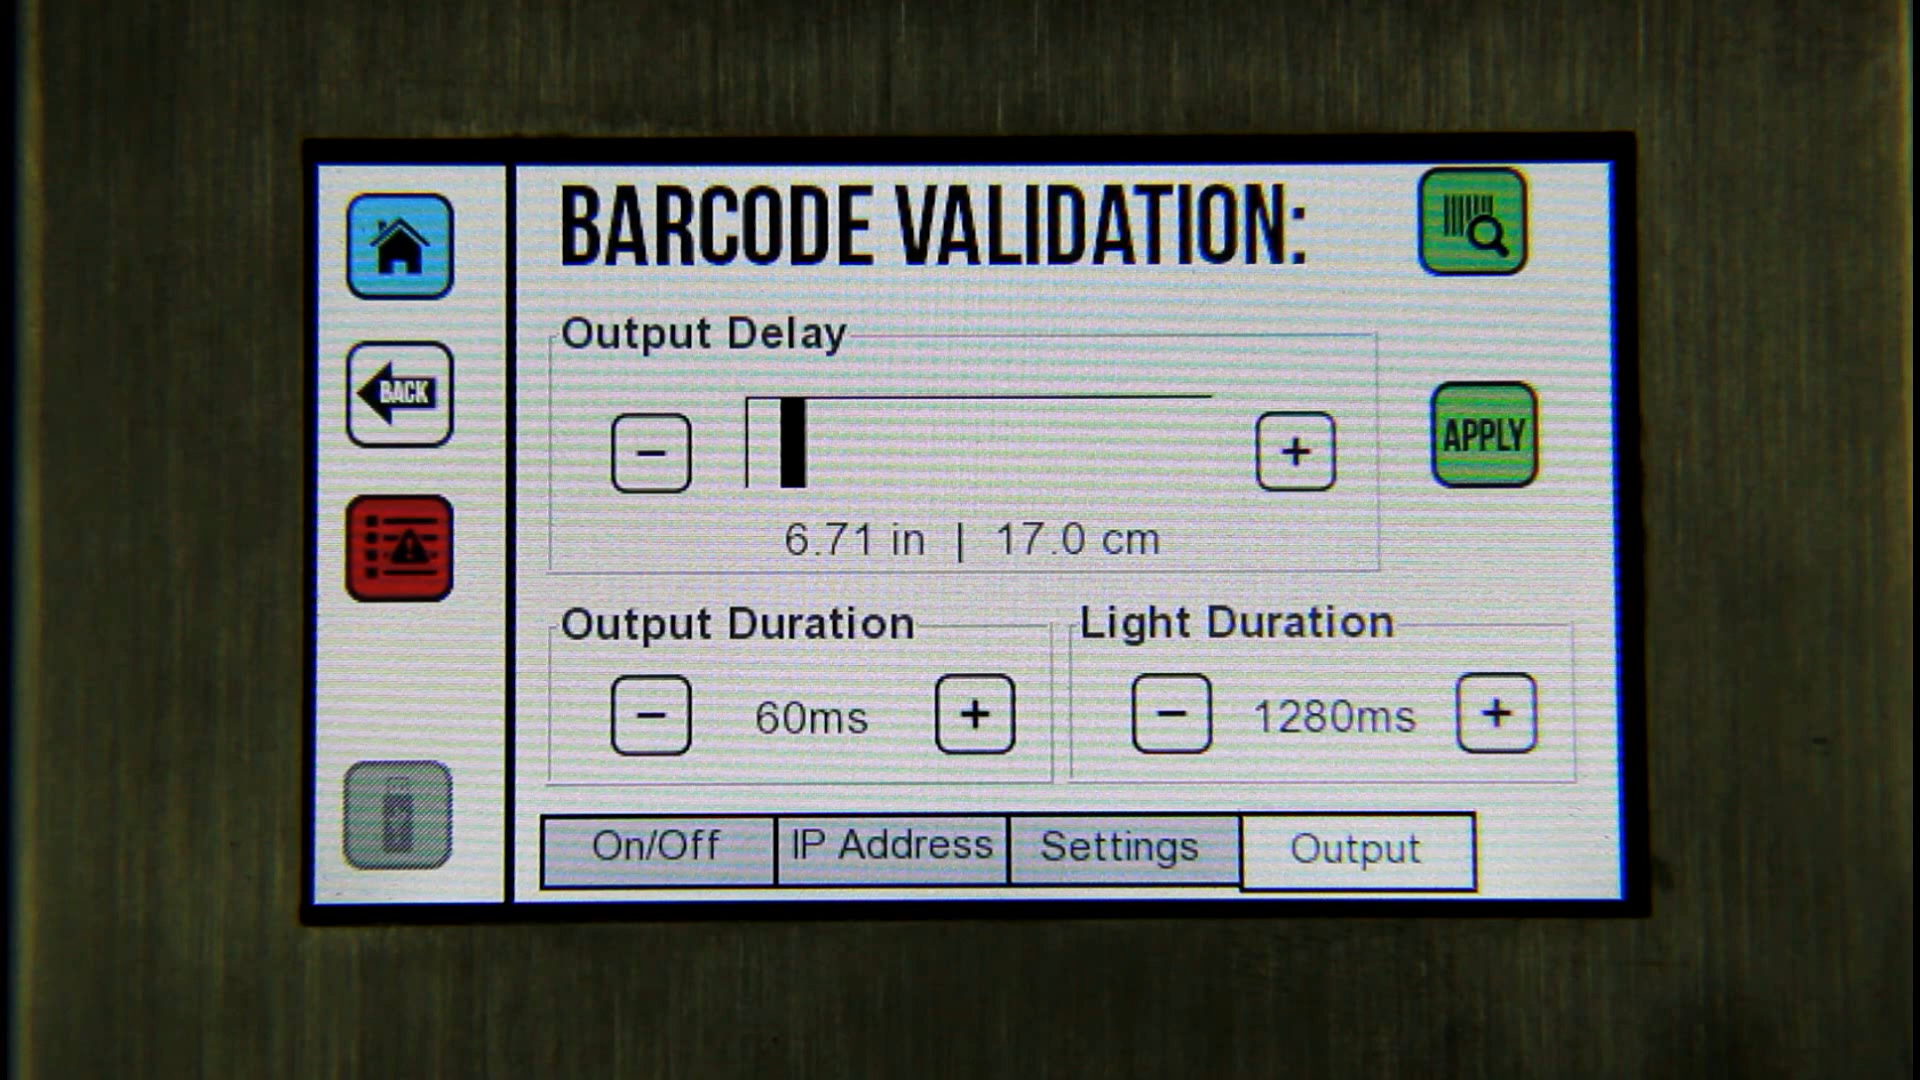 BARCODE VALIDATION:
BACK
Output Delay
−
+
APPLY
6.71 in | 17.0 cm
Output Duration
Light Duration
− 60ms +
− 1280ms +
On/Off
IP Address
Settings
Output